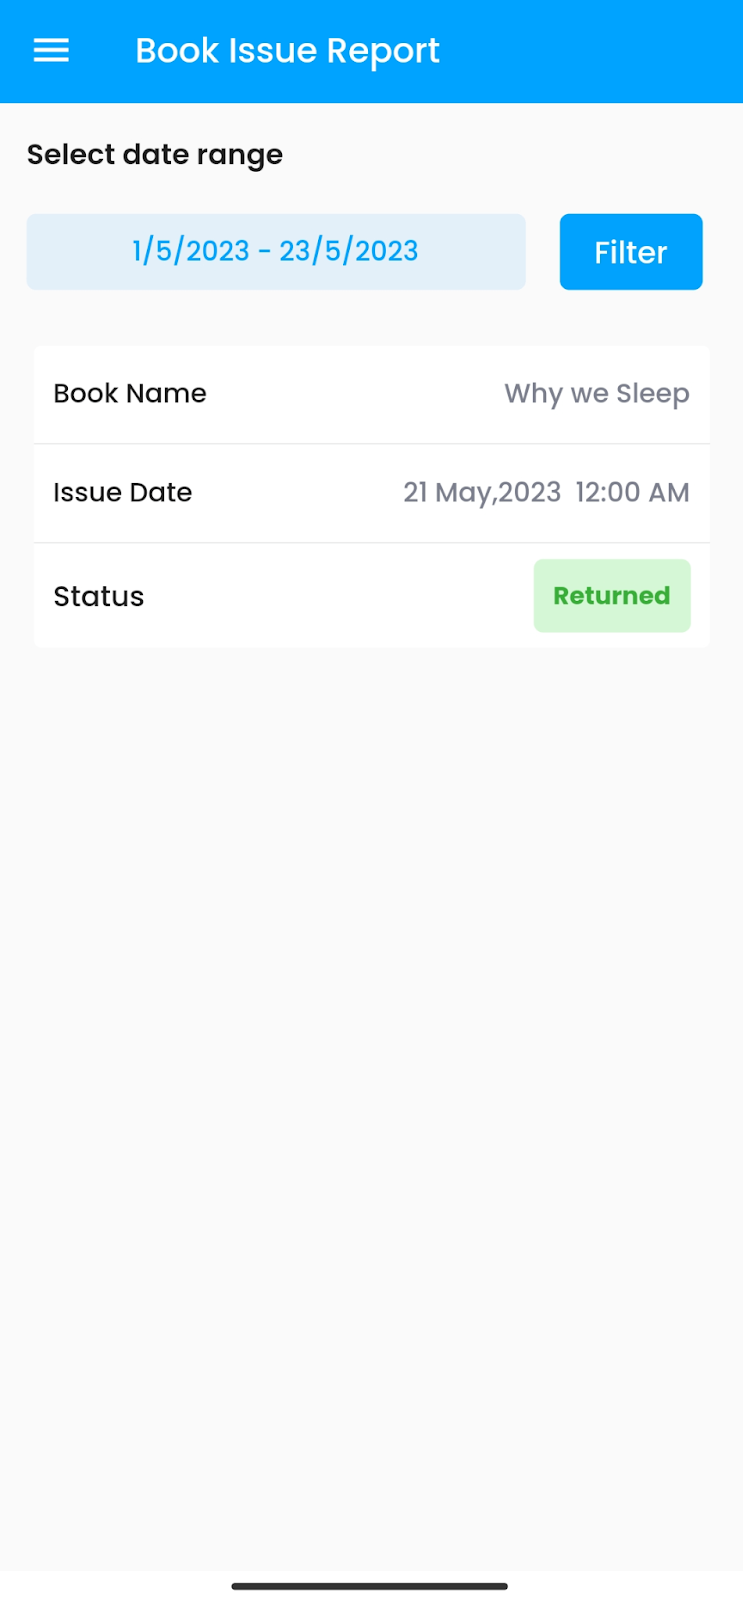 Book Issue Report
Select date range
1/5/2023 - 23/5/2023
Filter
Book Name Why we Sleep
Issue Date 21 May,2023 12:00 AM
Status Returned